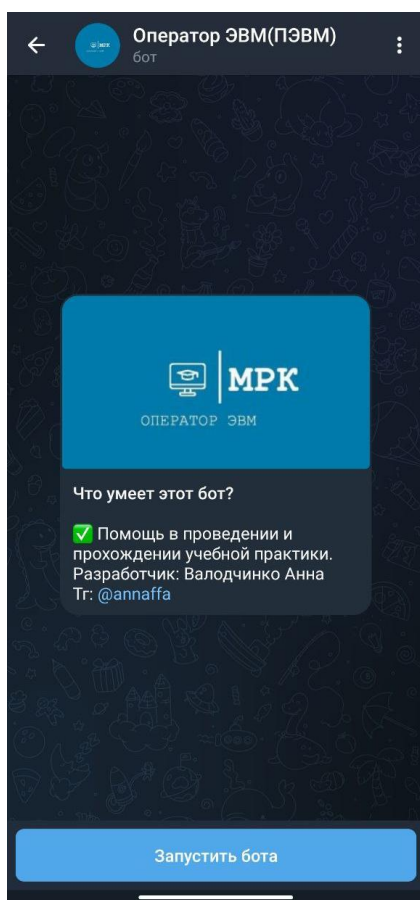 Оператор ЭВМ(ПЭВМ)
бот
МРК
ОПЕРАТОР ЭВМ
Что умеет этот бот?
✅ Помощь в проведении и
прохождении учебной практики.
Разработчик: Валодчинко Анна
Тг: @annaffa
Запустить бота